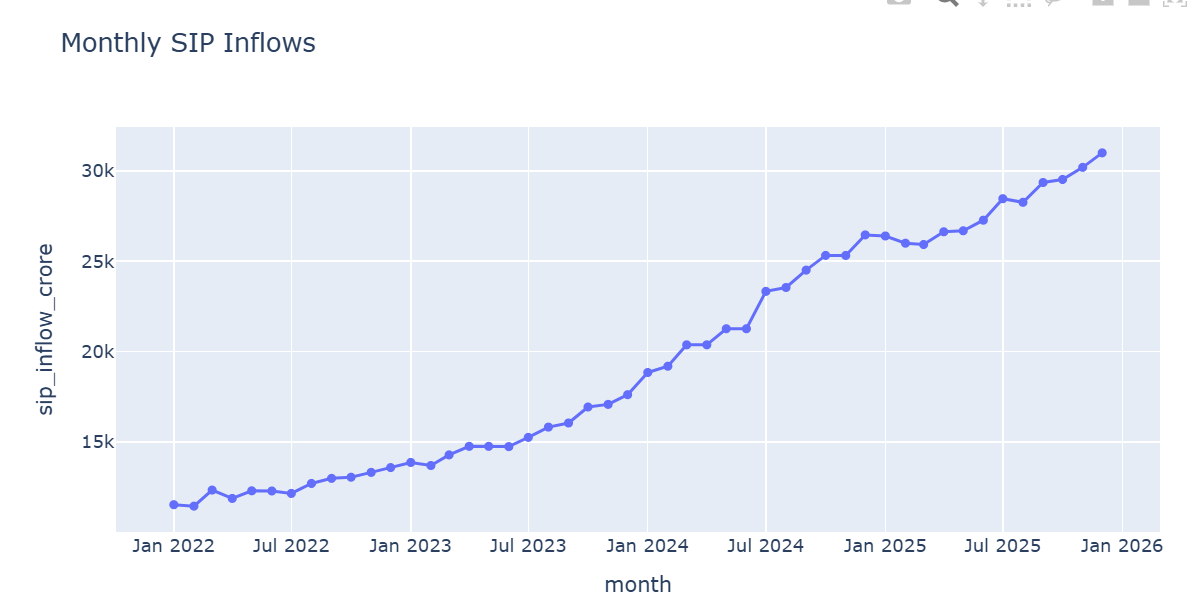 Monthly SIP Inflows
30k
25k
20k
15k
sip_inflow_crore
Jan 2022 Jul 2022 Jan 2023 Jul 2023 Jan 2024 Jul 2024 Jan 2025 Jul 2025 Jan 2026
month